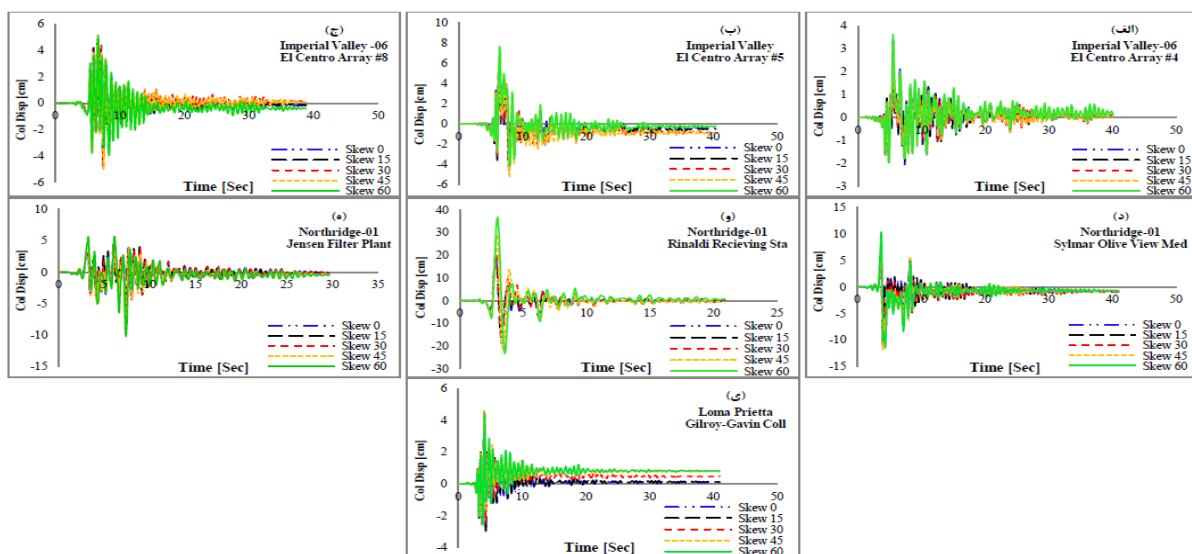 (ج)
Imperial Valley -06
El Centro Array #8
Col Disp [cm]
6
4
2
0
-2
-4
-6
0
10
20
30
40
50
Time [Sec]
Skew 0
Skew 15
Skew 30
Skew 45
Skew 60
(ب)
Imperial Valley
El Centro Array #5
Col Disp [cm]
10
8
6
4
2
0
-2
-4
-6
0
10
20
30
40
50
Time [Sec]
Skew 0
Skew 15
Skew 30
Skew 45
Skew 60
(الف)
Imperial Valley-06
El Centro Array #4
Col Disp [cm]
4
3
2
1
0
-1
-2
-3
0
10
20
30
40
50
Time [Sec]
Skew 0
Skew 15
Skew 30
Skew 45
Skew 60
(ه)
Northridge-01
Jensen Filter Plant
Col Disp [cm]
10
5
0
-5
-10
-15
0
5
10
15
20
25
30
35
Time [Sec]
Skew 0
Skew 15
Skew 30
Skew 45
Skew 60
(و)
Northridge-01
Rinaldi Recieving Sta
Col Disp [cm]
40
30
20
10
0
-10
-20
-30
0
5
10
15
20
25
Time [Sec]
Skew 0
Skew 15
Skew 30
Skew 45
Skew 60
(د)
Northridge-01
Sylmar Olive View Med
Col Disp [cm]
15
10
5
0
-5
-10
-15
0
10
20
30
40
50
Time [Sec]
Skew 0
Skew 15
Skew 30
Skew 45
Skew 60
(ی)
Loma Prietta
Gilroy-Gavin Coll
Col Disp [cm]
6
4
2
0
-2
-4
0
10
20
30
40
50
Time [Sec]
Skew 0
Skew 15
Skew 30
Skew 45
Skew 60